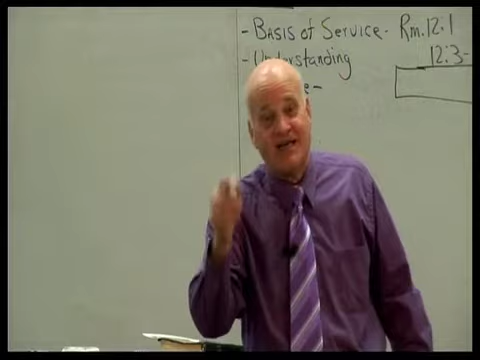 - BASIS of SERVICE - Rm. 12:1
- Understanding 12:3-
e -